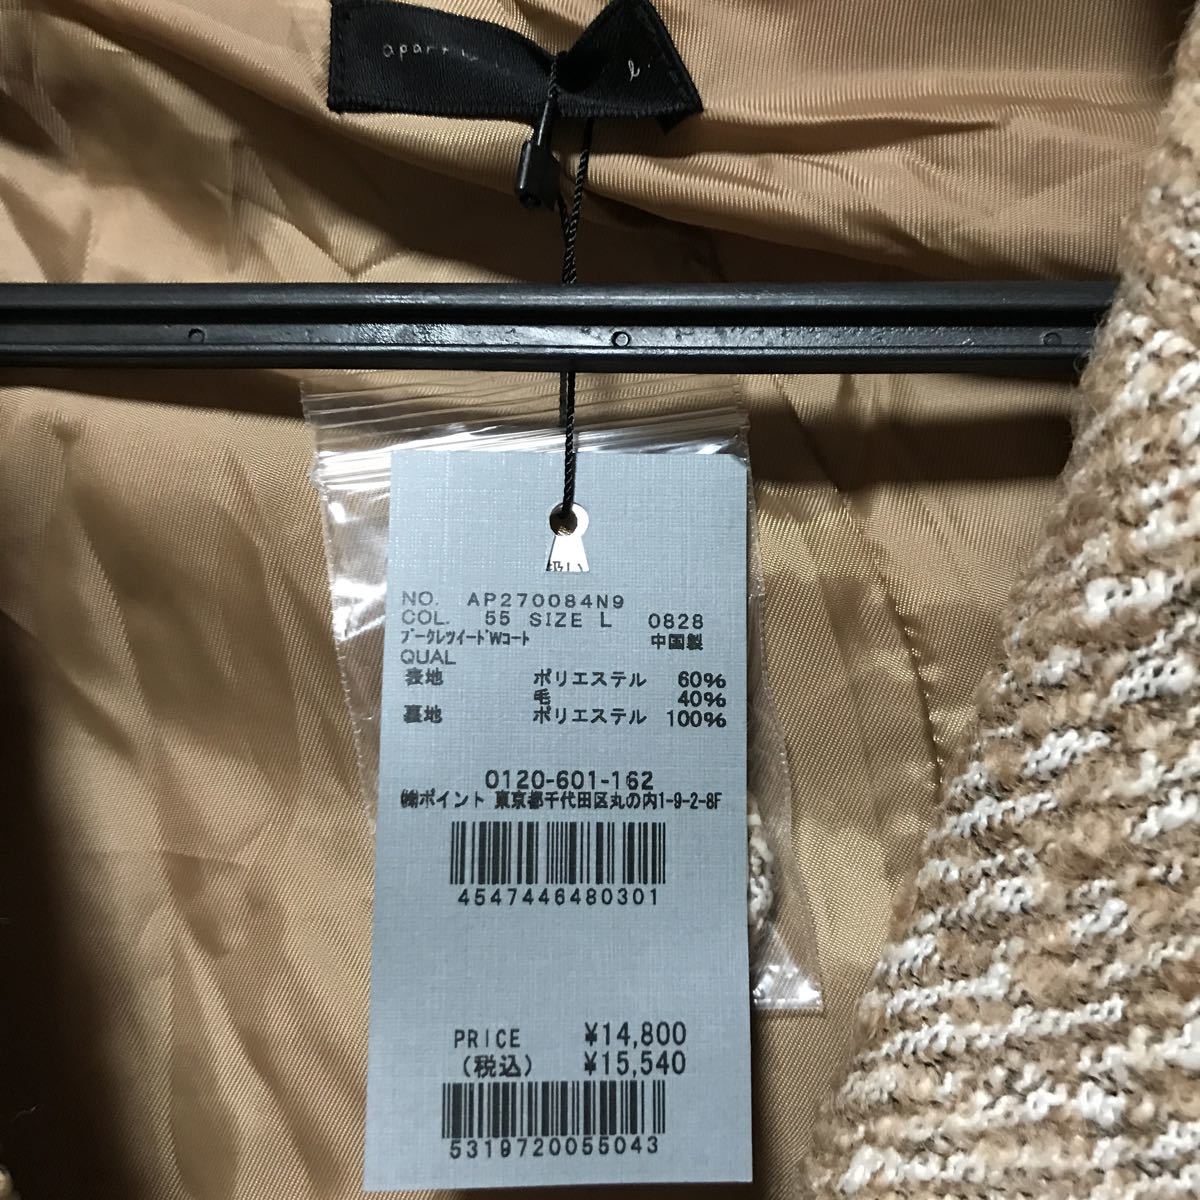 apart
l
扱い
NO. AP270084N9
COL. 55 SIZE L 0828
ブークレツイードWコート 中国製
QUAL
表地 ポリエステル 60%
毛 40%
裏地 ポリエステル 100%
0120-601-162
㈱ポイント 東京都千代田区丸の内1-9-2-8F
4547446480301
PRICE ¥14,800
(税込) ¥15,540
5319720055043